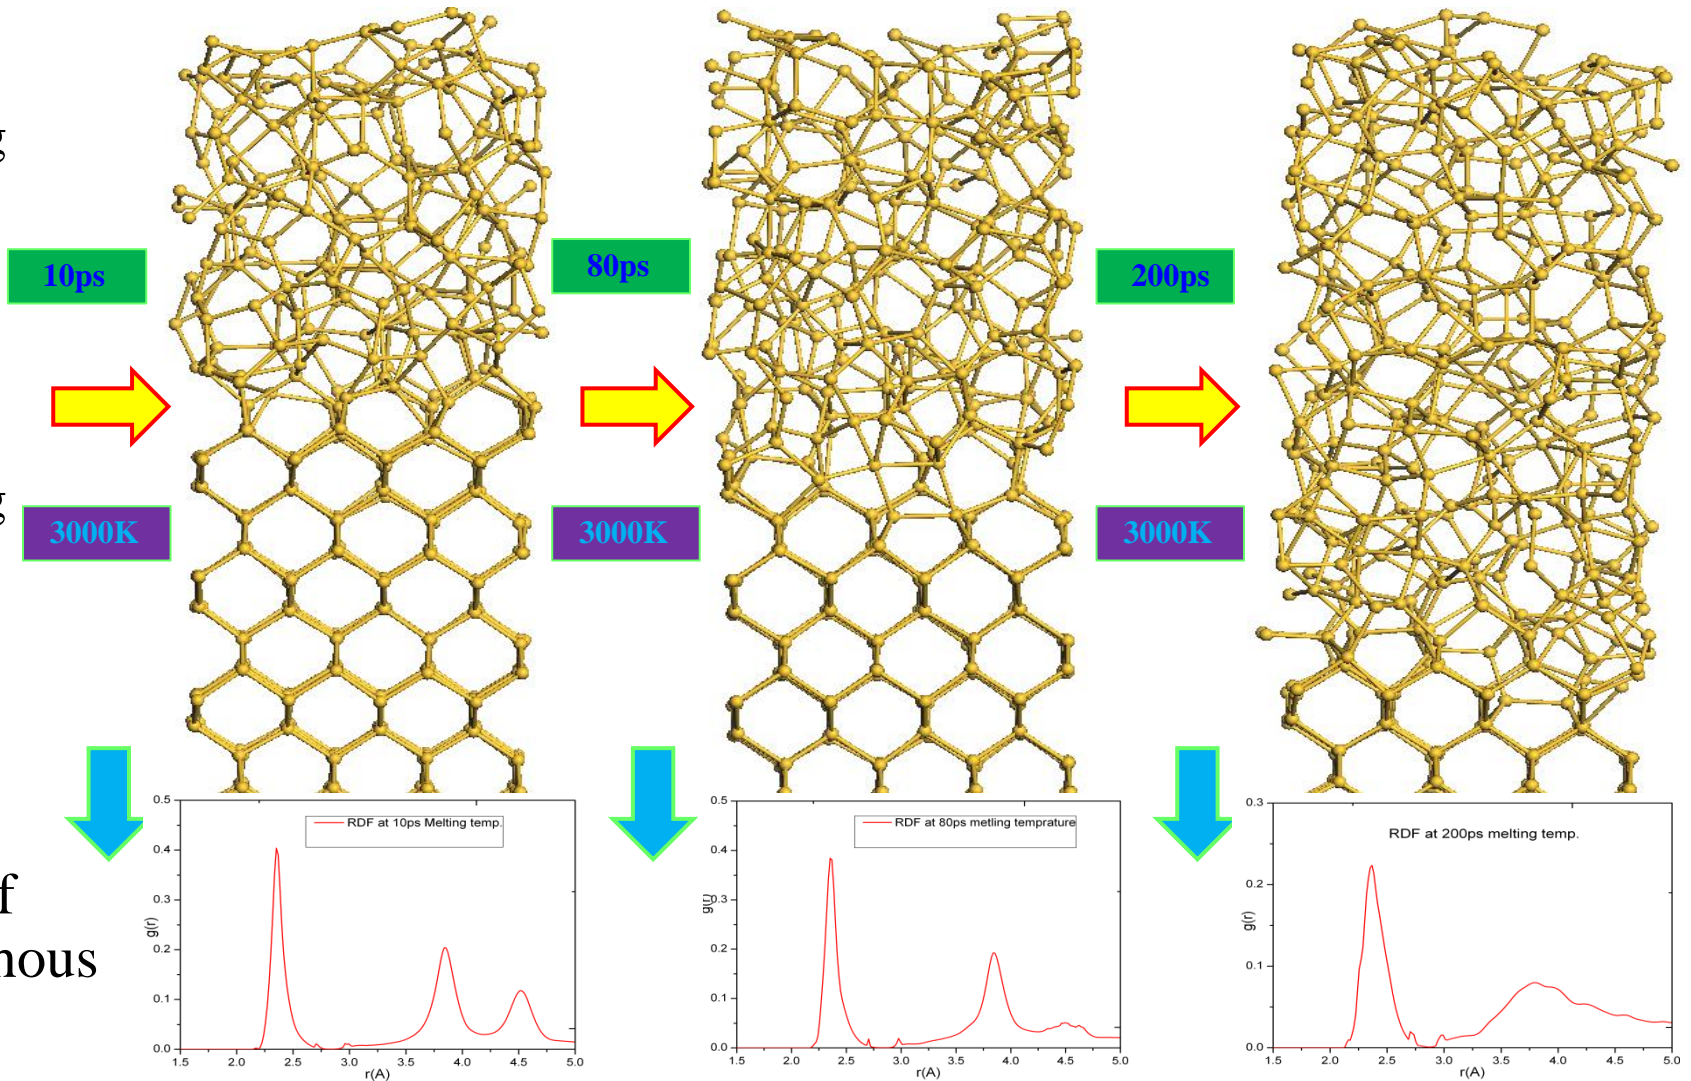 g
10ps
80ps
200ps
g
3000K
3000K
3000K
f
nous
RDF at 10ps Melting temp.
0.5
0.4
0.3
0.2
0.1
0.0
g(r)
1.5 2.0 2.5 3.0 3.5 4.0 4.5 5.0
r(A)
RDF at 80ps metling temprature
0.5
0.4
0.3
0.2
0.1
0.0
g(r)
1.5 2.0 2.5 3.0 3.5 4.0 4.5 5.0
r(A)
RDF at 200ps melting temp.
0.3
0.2
0.1
0.0
g(r)
1.5 2.0 2.5 3.0 3.5 4.0 4.5 5.0
r(A)